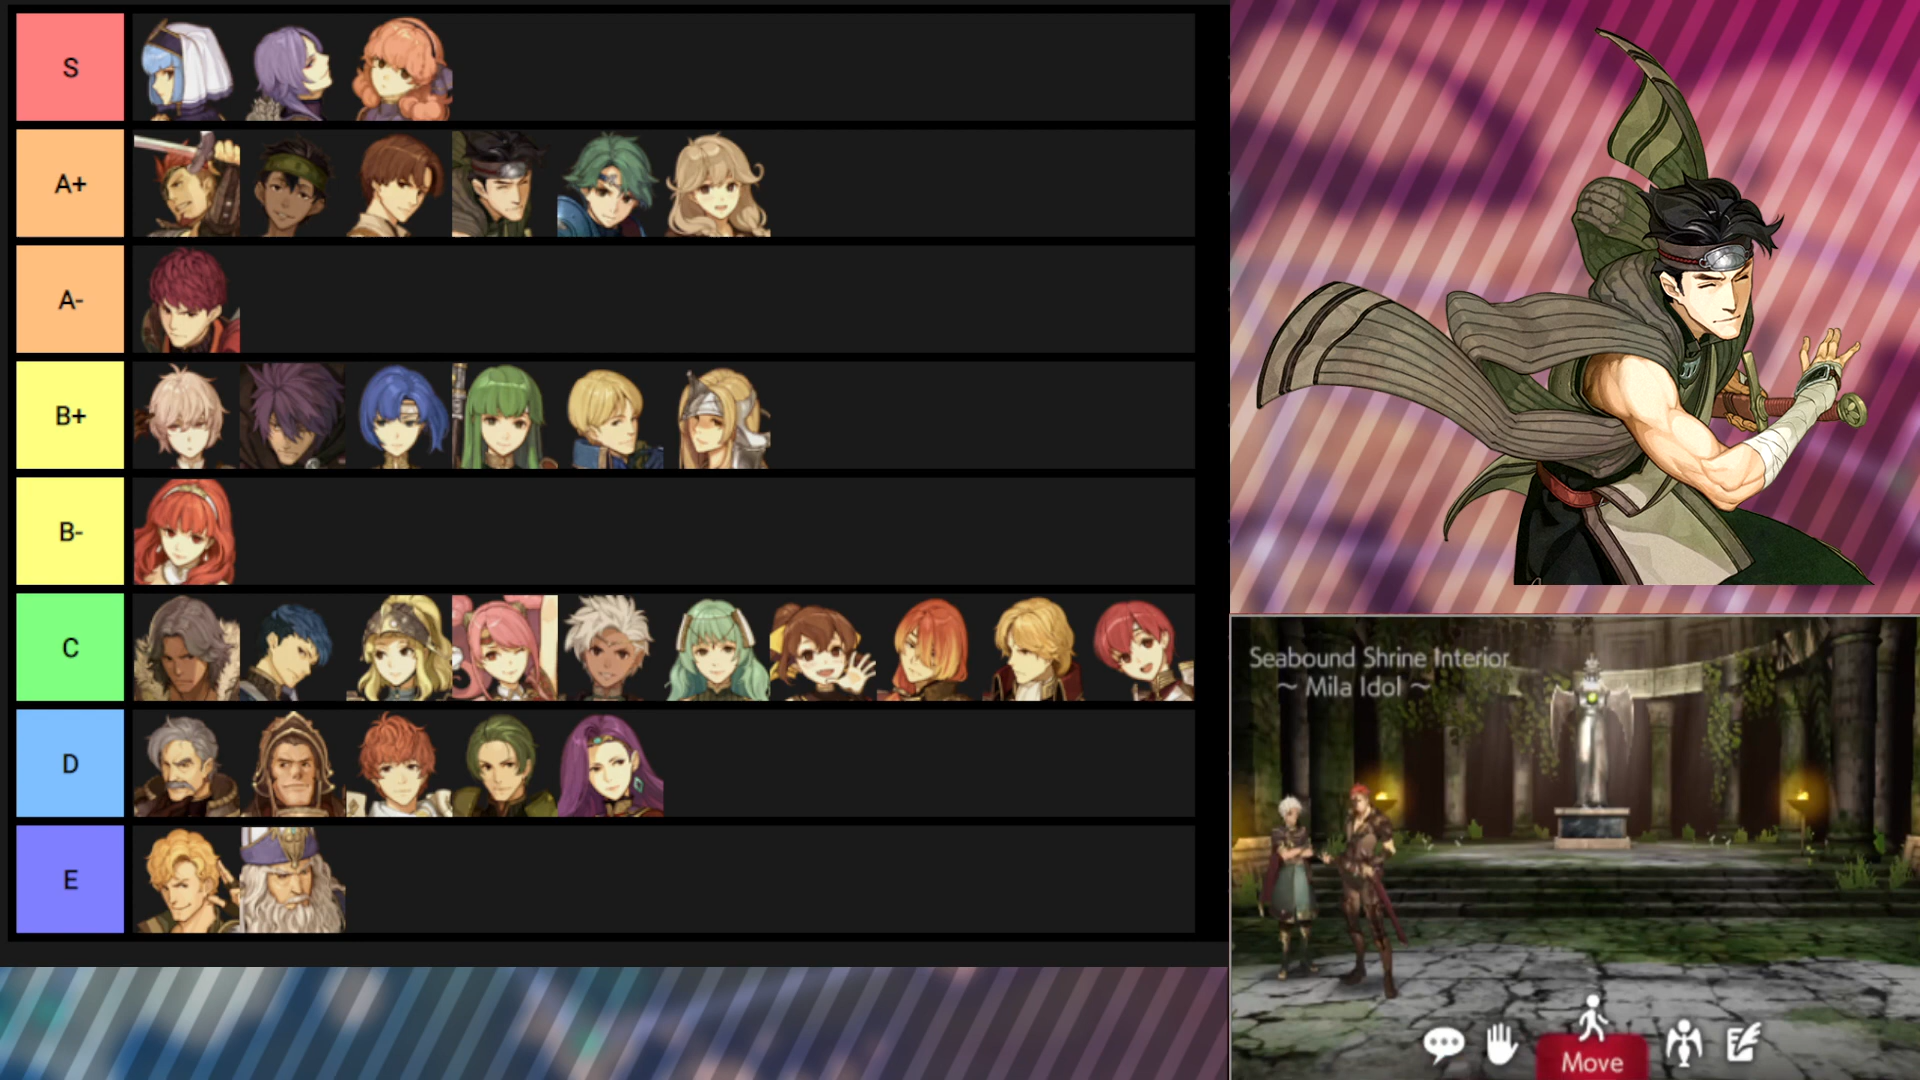 S
A+
A-
B+
B-
C
D
E
Seabound Shrine Interior
~ Mila Idol ~
Move